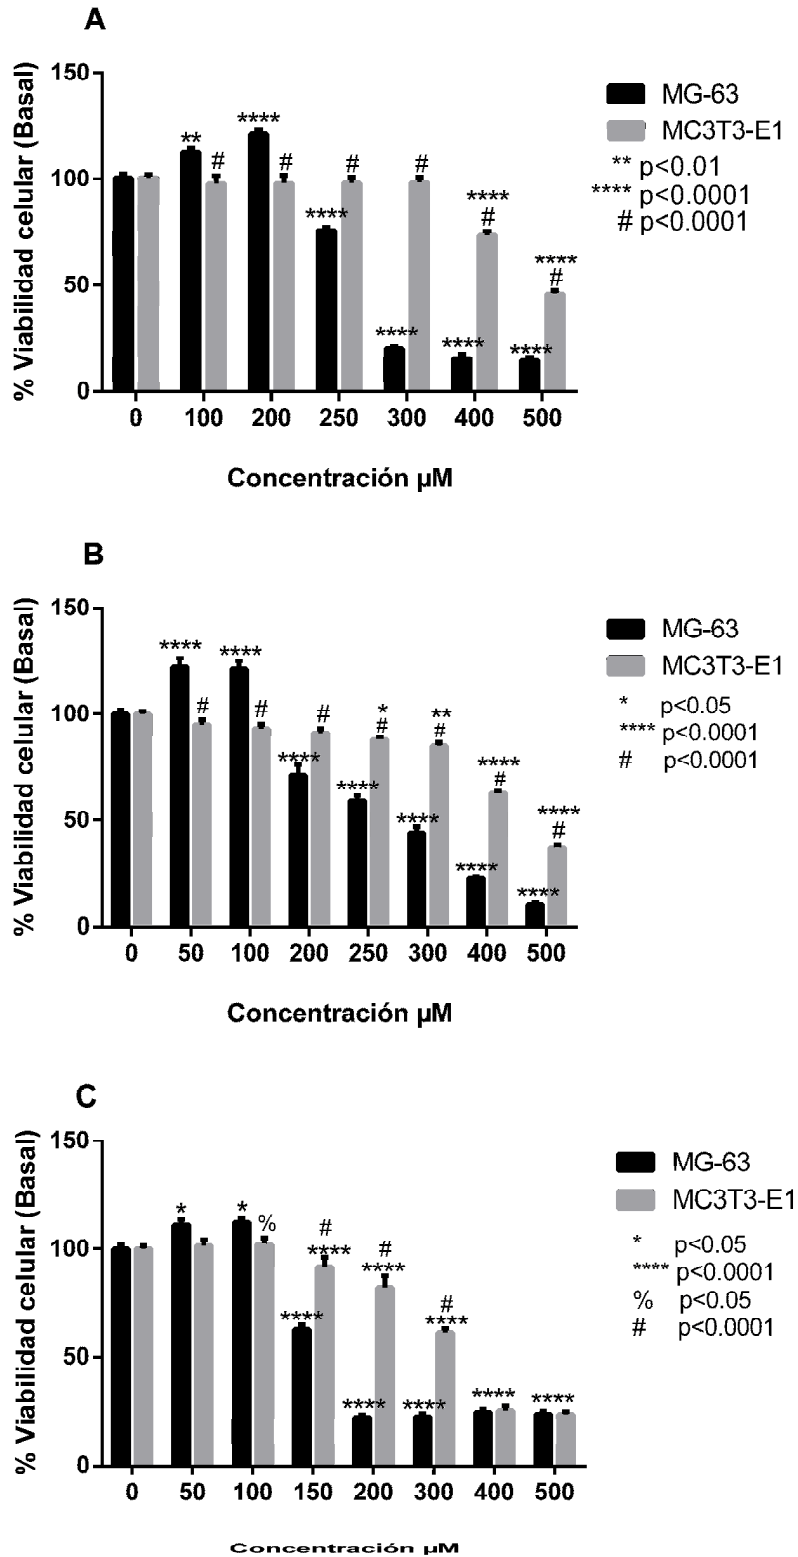 A
% Viabilidad celular (Basal)
150
100
50
0
** **** **** **** **** ****
# # # #
****
#
****
#
0 100 200 250 300 400 500
Concentración µM
MG-63
MC3T3-E1
** p<0.01
**** p<0.0001
# p<0.0001
B
% Viabilidad celular (Basal)
150
100
50
0
**** **** **** **** **** **** ****
# # #
*
#
**
#
****
#
****
#
0 50 100 200 250 300 400 500
Concentración µM
MG-63
MC3T3-E1
* p<0.05
**** p<0.0001
# p<0.0001
C
% Viabilidad celular (Basal)
150
100
50
0
* * **** **** **** **** ****
%
#
****
#
****
#
****
0 50 100 150 200 300 400 500
Concentración µM
MG-63
MC3T3-E1
* p<0.05
**** p<0.0001
% p<0.05
# p<0.0001